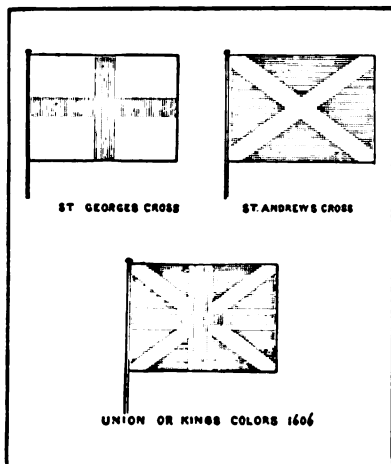 ST GEORGES CROSS
ST. ANDREWS CROSS
UNION OR KINGS COLORS 1606